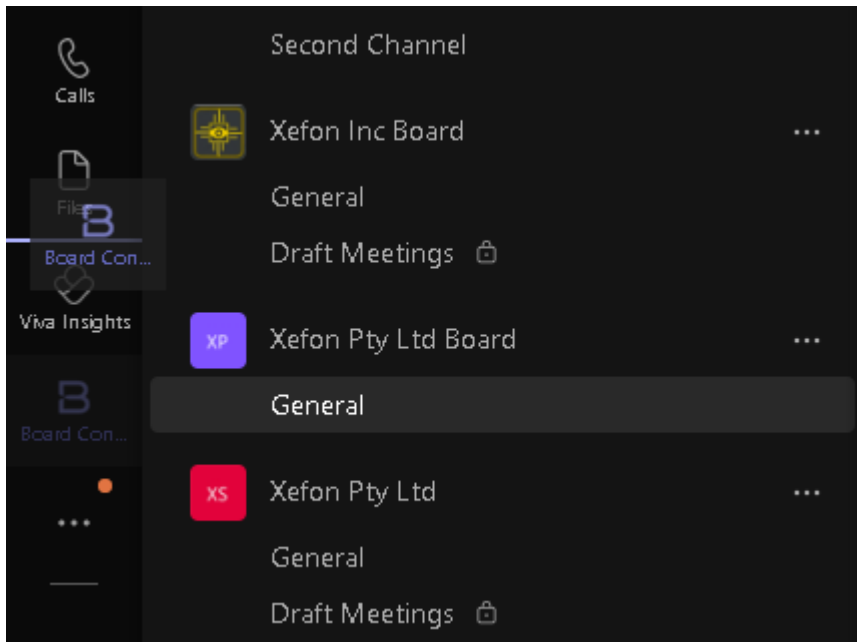 Calls
Files
B
Board Con...
Viva Insights
B
Board Con...
Second Channel
Xefon Inc Board
General
Draft Meetings
XP
Xefon Pty Ltd Board
General
XS
Xefon Pty Ltd
General
Draft Meetings